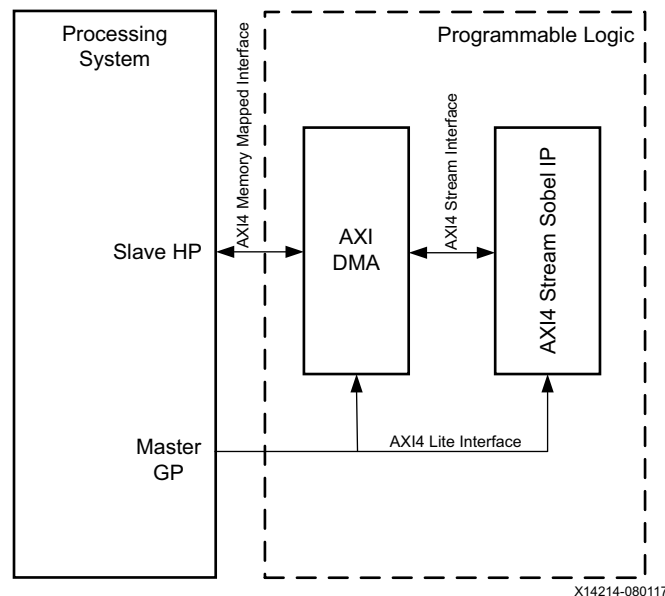 Processing
System
Programmable Logic
AXI4 Memory Mapped Interface
AXI4 Stream Interface
Slave HP
AXI
DMA
AXI4 Stream Sobel IP
Master
GP
AXI4 Lite Interface
X14214-080117